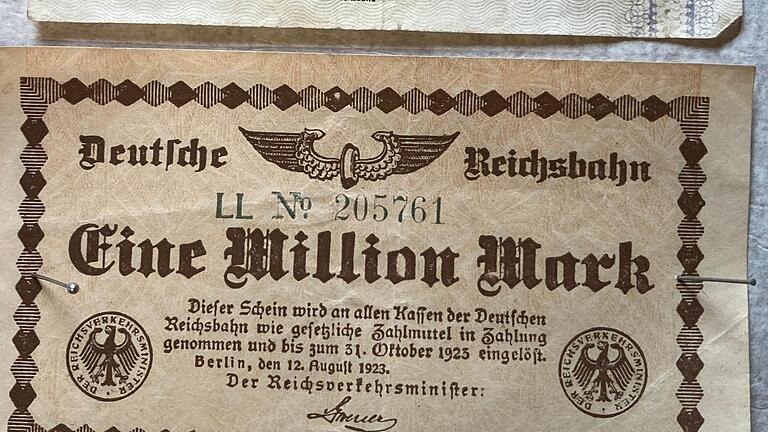 Deutsche Reichsbahn
LL № 205761
Eine Million Mark
Dieser Schein wird an allen Kassen der Deutschen
Reichsbahn wie gesetzliche Zahlmittel in Zahlung
genommen und bis zum 31. Oktober 1923 eingelöst.
Berlin, den 12. August 1923.
Der Reichsverkehrsminister:
DER REICHSVERKEHRSMINISTER
DER REICHSVERKEHRSMINISTER